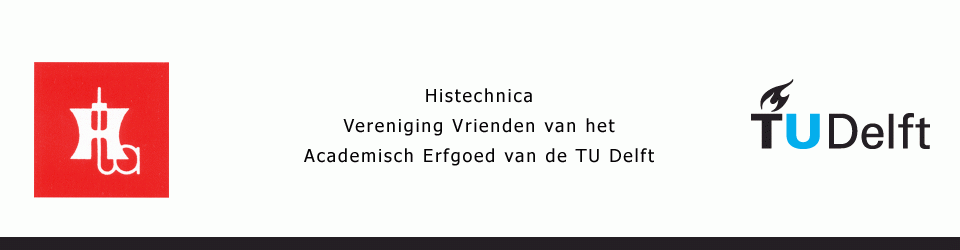 Histechnica
Vereniging Vrienden van het
Academisch Erfgoed van de TU Delft
TUDelft